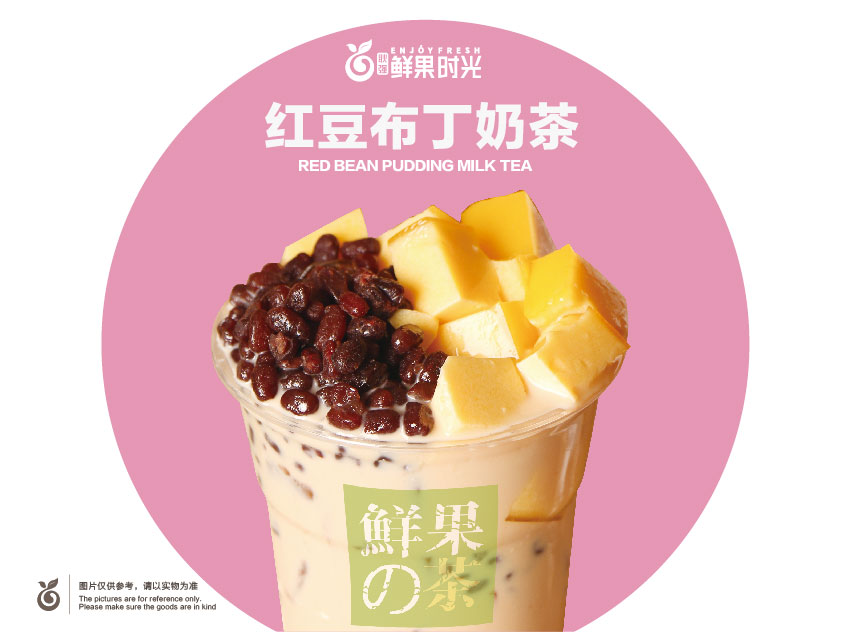 ENJOYFRESH
鲜果时光
红豆布丁奶茶
RED BEAN PUDDING MILK TEA
鮮果
の茶
图片仅供参考，请以实物为准
The pictures are for reference only.
Please make sure the goods are in kind